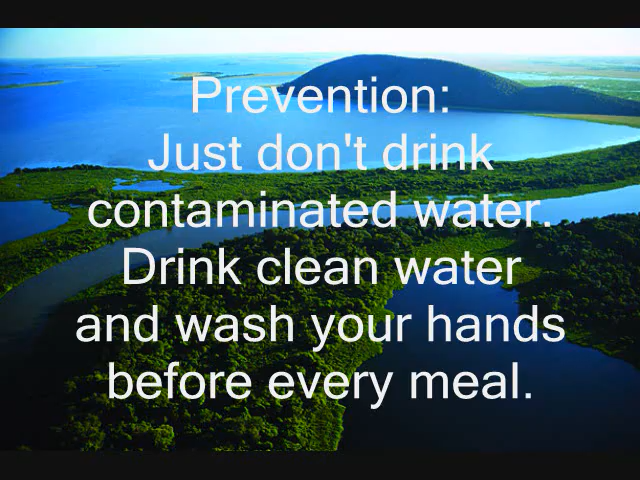 Prevention:
Just don't drink
contaminated water.
Drink clean water
and wash your hands
before every meal.